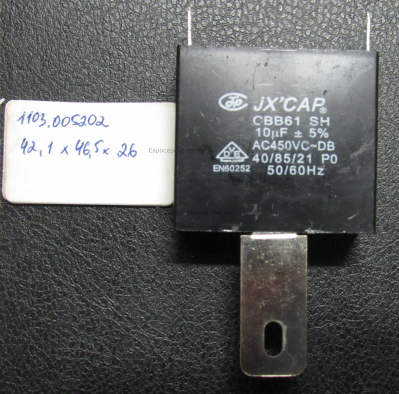 1103.005202
42,1 x 46,5 x 26
JX'CAP®
CBB61 SH
10µF ± 5%
AC450VC~DB
40/85/21 P0
50/60Hz
VDE
EN60252